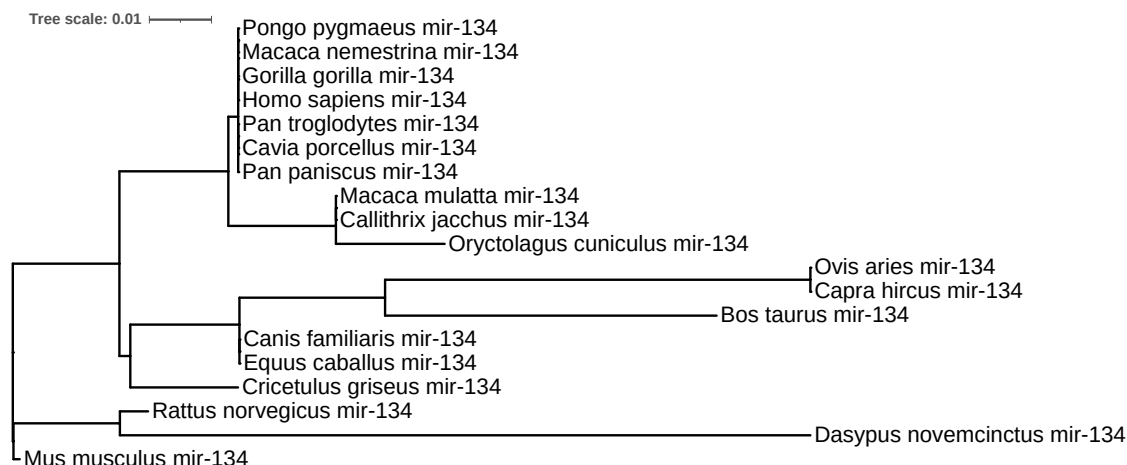 Tree scale: 0.01
Pongo pygmaeus mir-134
Macaca nemestrina mir-134
Gorilla gorilla mir-134
Homo sapiens mir-134
Pan troglodytes mir-134
Cavia porcellus mir-134
Pan paniscus mir-134
Macaca mulatta mir-134
Callithrix jacchus mir-134
Oryctolagus cuniculus mir-134
Ovis aries mir-134
Capra hircus mir-134
Bos taurus mir-134
Canis familiaris mir-134
Equus caballus mir-134
Cricetulus griseus mir-134
Rattus norvegicus mir-134
Dasypus novemcinctus mir-134
Mus musculus mir-134